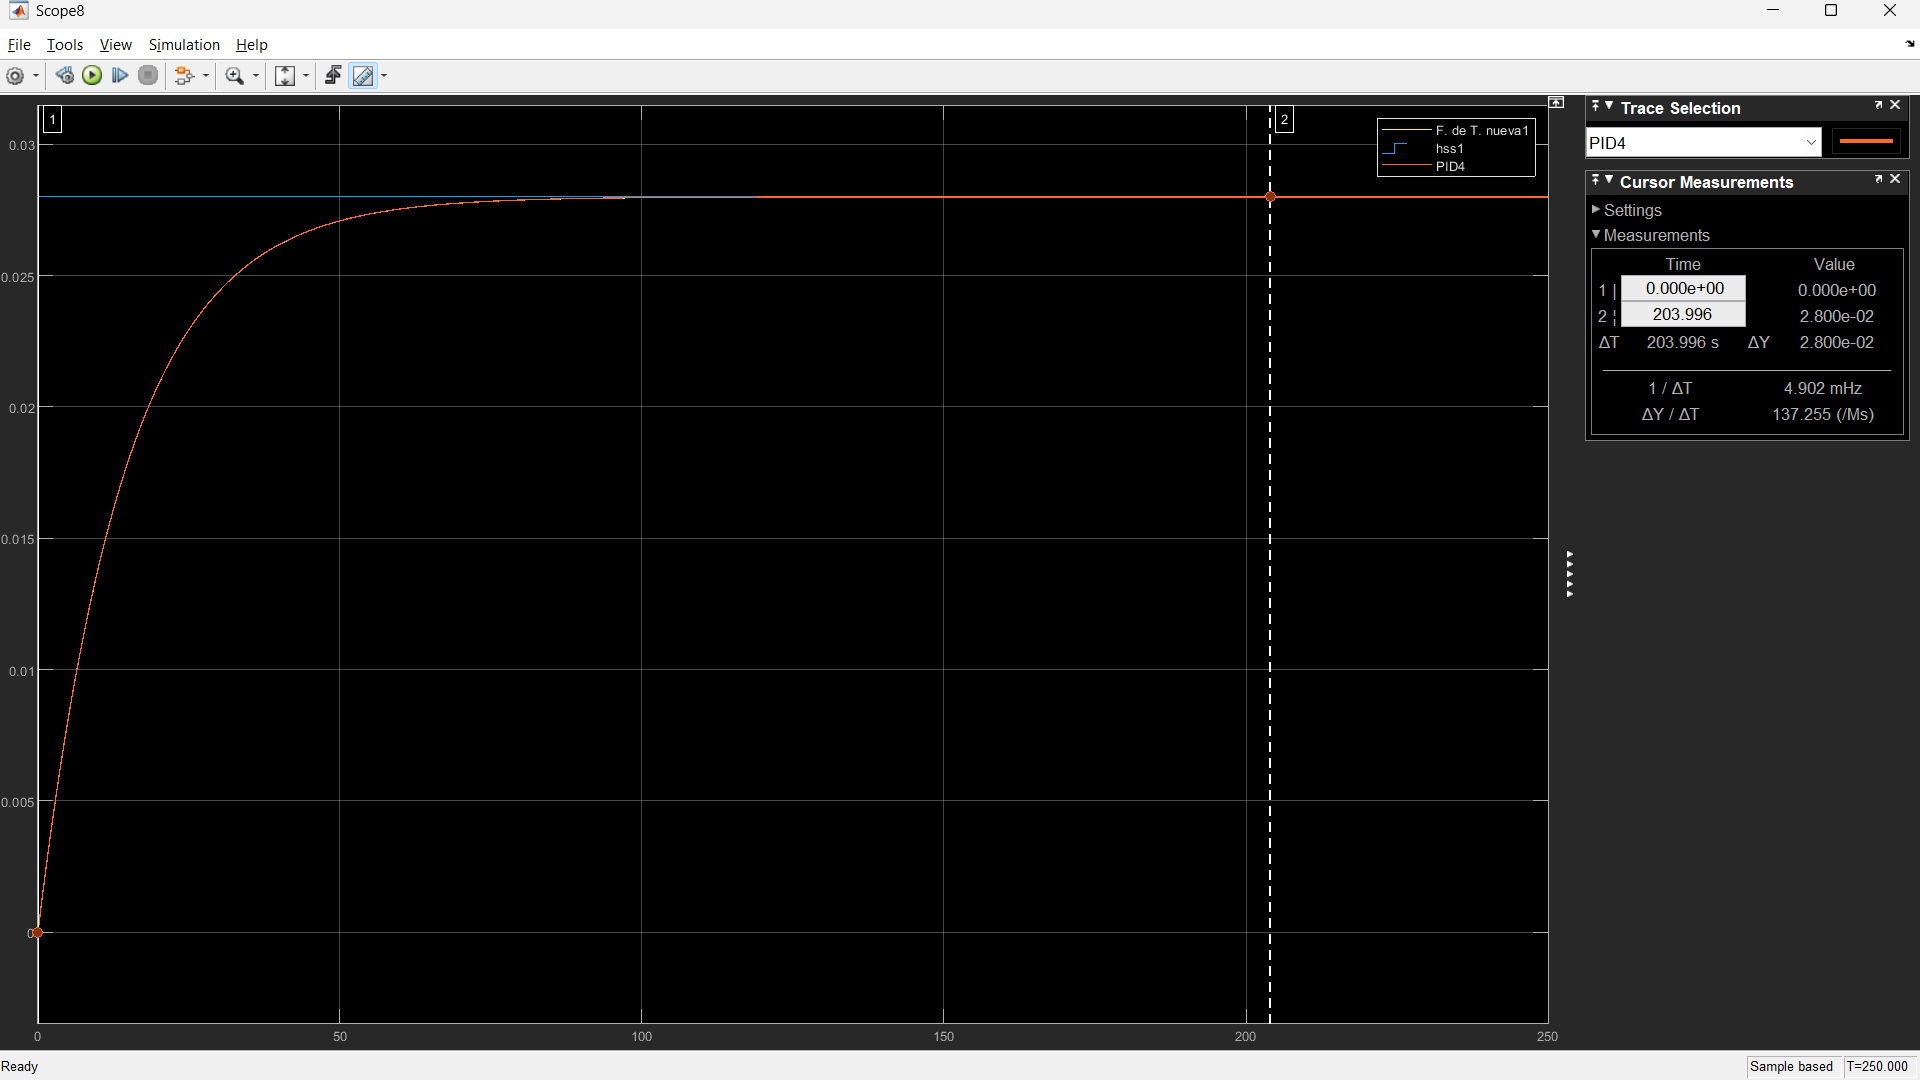 Scope8
File Tools View Simulation Help
1
2
F. de T. nueva1
hss1
PID4
0.03
0.025
0.02
0.015
0.01
0.005
0
0 50 100 150 200 250
Trace Selection
PID4
Cursor Measurements
Settings
Measurements
Time Value
1 | 0.000e+00 0.000e+00
2 ¦ 203.996 2.800e-02
ΔT 203.996 s ΔY 2.800e-02
1 / ΔT 4.902 mHz
ΔY / ΔT 137.255 (/Ms)
Ready Sample based T=250.000